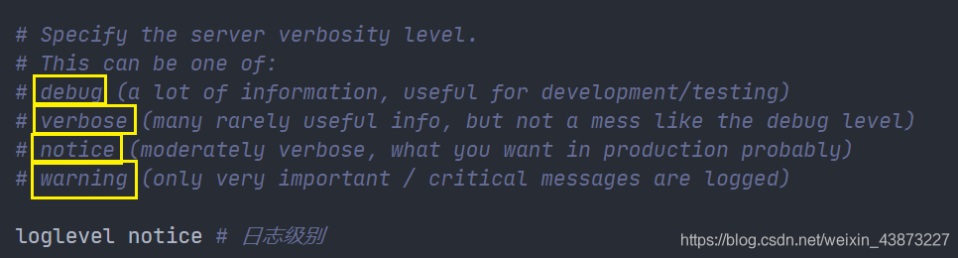 # Specify the server verbosity level.
# This can be one of:
# debug (a lot of information, useful for development/testing)
# verbose (many rarely useful info, but not a mess like the debug level)
# notice (moderately verbose, what you want in production probably)
# warning (only very important / critical messages are logged)
loglevel notice # 日志级别
https://blog.csdn.net/weixin_43873227